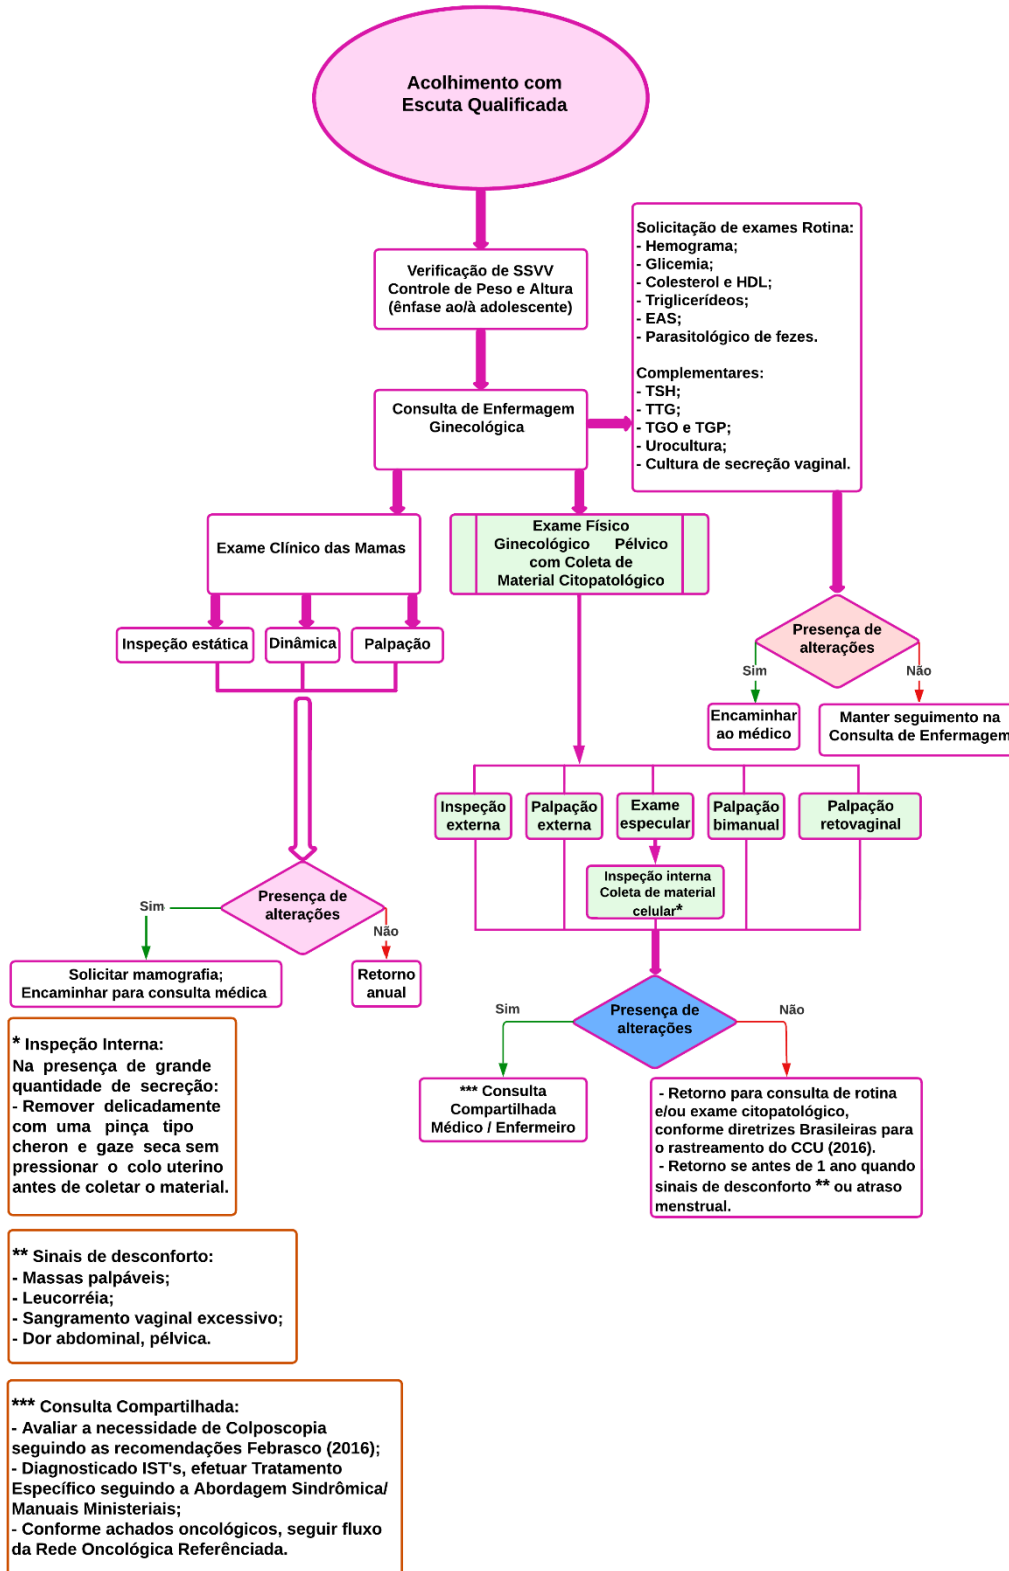 Acolhimento com
Escuta Qualificada
Verificação de SSVV
Controle de Peso e Altura
(ênfase ao/à adolescente)
Consulta de Enfermagem
Ginecológica
Solicitação de exames Rotina:
- Hemograma;
- Glicemia;
- Colesterol e HDL;
- Triglicerídeos;
- EAS;
- Parasitológico de fezes.
Complementares:
- TSH;
- TTG;
- TGO e TGP;
- Urocultura;
- Cultura de secreção vaginal.
Exame Clínico das Mamas
Exame Físico
Ginecológico Pélvico
com Coleta de
Material Citopatológico
Inspeção estática
Dinâmica
Palpação
Presença de
alterações
Sim
Não
Encaminhar
ao médico
Manter seguimento na
Consulta de Enfermagem
Inspeção
externa
Palpação
externa
Exame
especular
Palpação
bimanual
Palpação
retovaginal
Inspeção interna
Coleta de material
celular*
Presença de
alterações
Sim
Não
Solicitar mamografia;
Encaminhar para consulta médica
Retorno
anual
Presença de
alterações
Sim
Não
*** Consulta
Compartilhada
Médico / Enfermeiro
- Retorno para consulta de rotina
e/ou exame citopatológico,
conforme diretrizes Brasileiras para
o rastreamento do CCU (2016).
- Retorno se antes de 1 ano quando
sinais de desconforto ** ou atraso
menstrual.
* Inspeção Interna:
Na presença de grande
quantidade de secreção:
- Remover delicadamente
com uma pinça tipo
cheron e gaze seca sem
pressionar o colo uterino
antes de coletar o material.
** Sinais de desconforto:
- Massas palpáveis;
- Leucorréia;
- Sangramento vaginal excessivo;
- Dor abdominal, pélvica.
*** Consulta Compartilhada:
- Avaliar a necessidade de Colposcopia
seguindo as recomendações Febrasco (2016);
- Diagnosticado IST's, efetuar Tratamento
Específico seguindo a Abordagem Sindrômica/
Manuais Ministeriais;
- Conforme achados oncológicos, seguir fluxo
da Rede Oncológica Referênciada.